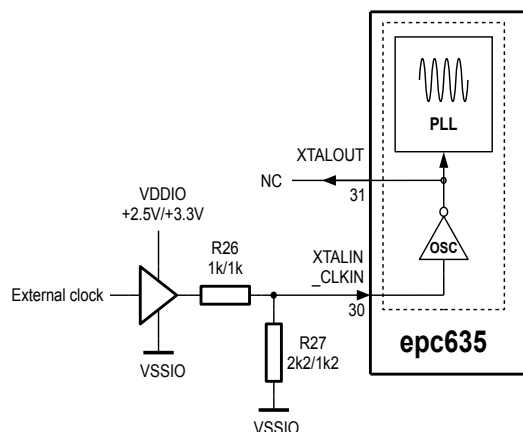 PLL
XTALOUT
NC
31
VDDIO
+2.5V/+3.3V
OSC
R26
1k/1k
XTALIN
_CLKIN
External clock
30
epc635
R27
2k2/1k2
VSSIO
VSSIO